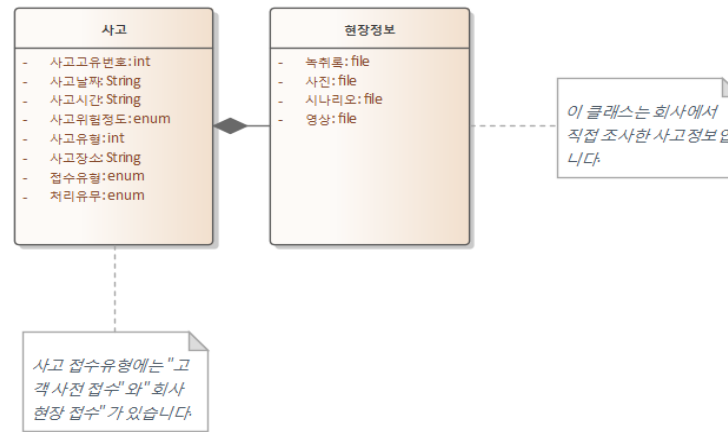 사고
- 사고고유번호: int
- 사고날짜: String
- 사고시간: String
- 사고위험정도: enum
- 사고유형: int
- 사고장소: String
- 접수유형: enum
- 처리유무: enum
현장정보
- 녹취록: file
- 사진: file
- 시나리오: file
- 영상: file
이 클래스는 회사에서
직접 조사한 사고정보입
니다.
사고 접수유형에는 "고
객 사전 접수" 와 "회사
현장 접수" 가 있습니다.